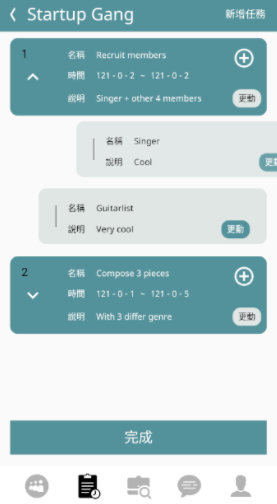 Startup Gang 新增任務
1 名稱 Recruit members
時間 121 - 0 - 2 ~ 121 - 0 - 2
說明 Singer + other 4 members 更動
名稱 Singer
說明 Cool 更
名稱 Guitarlist
說明 Very cool 更動
2 名稱 Compose 3 pieces
時間 121 - 0 - 1 ~ 121 - 0 - 5
說明 With 3 differ genre 更動
完成